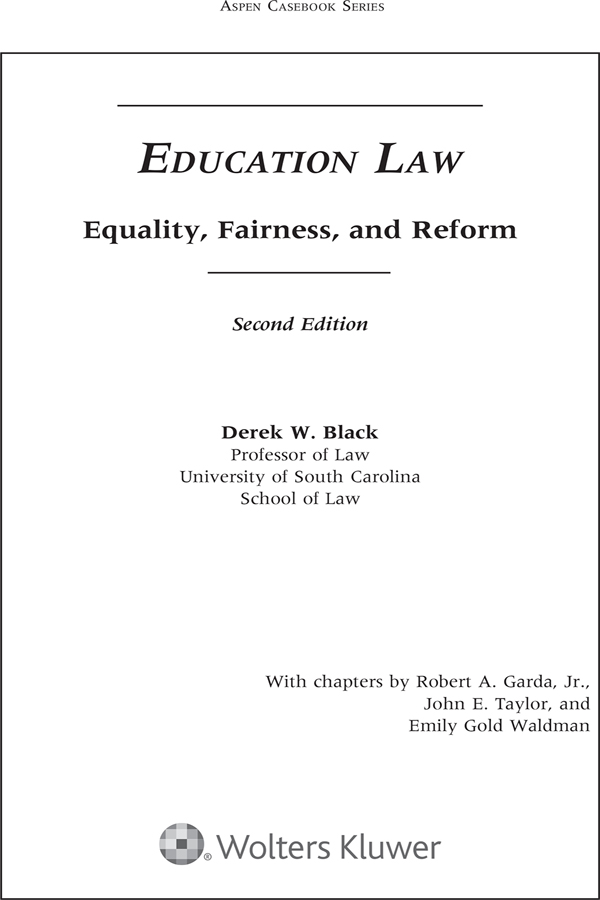 Aspen Casebook Series
Education Law
Equality, Fairness, and Reform
Second Edition
Derek W. Black
Professor of Law
University of South Carolina
School of Law
With chapters by Robert A. Garda, Jr.,
John E. Taylor, and
Emily Gold Waldman
® Wolters Kluwer